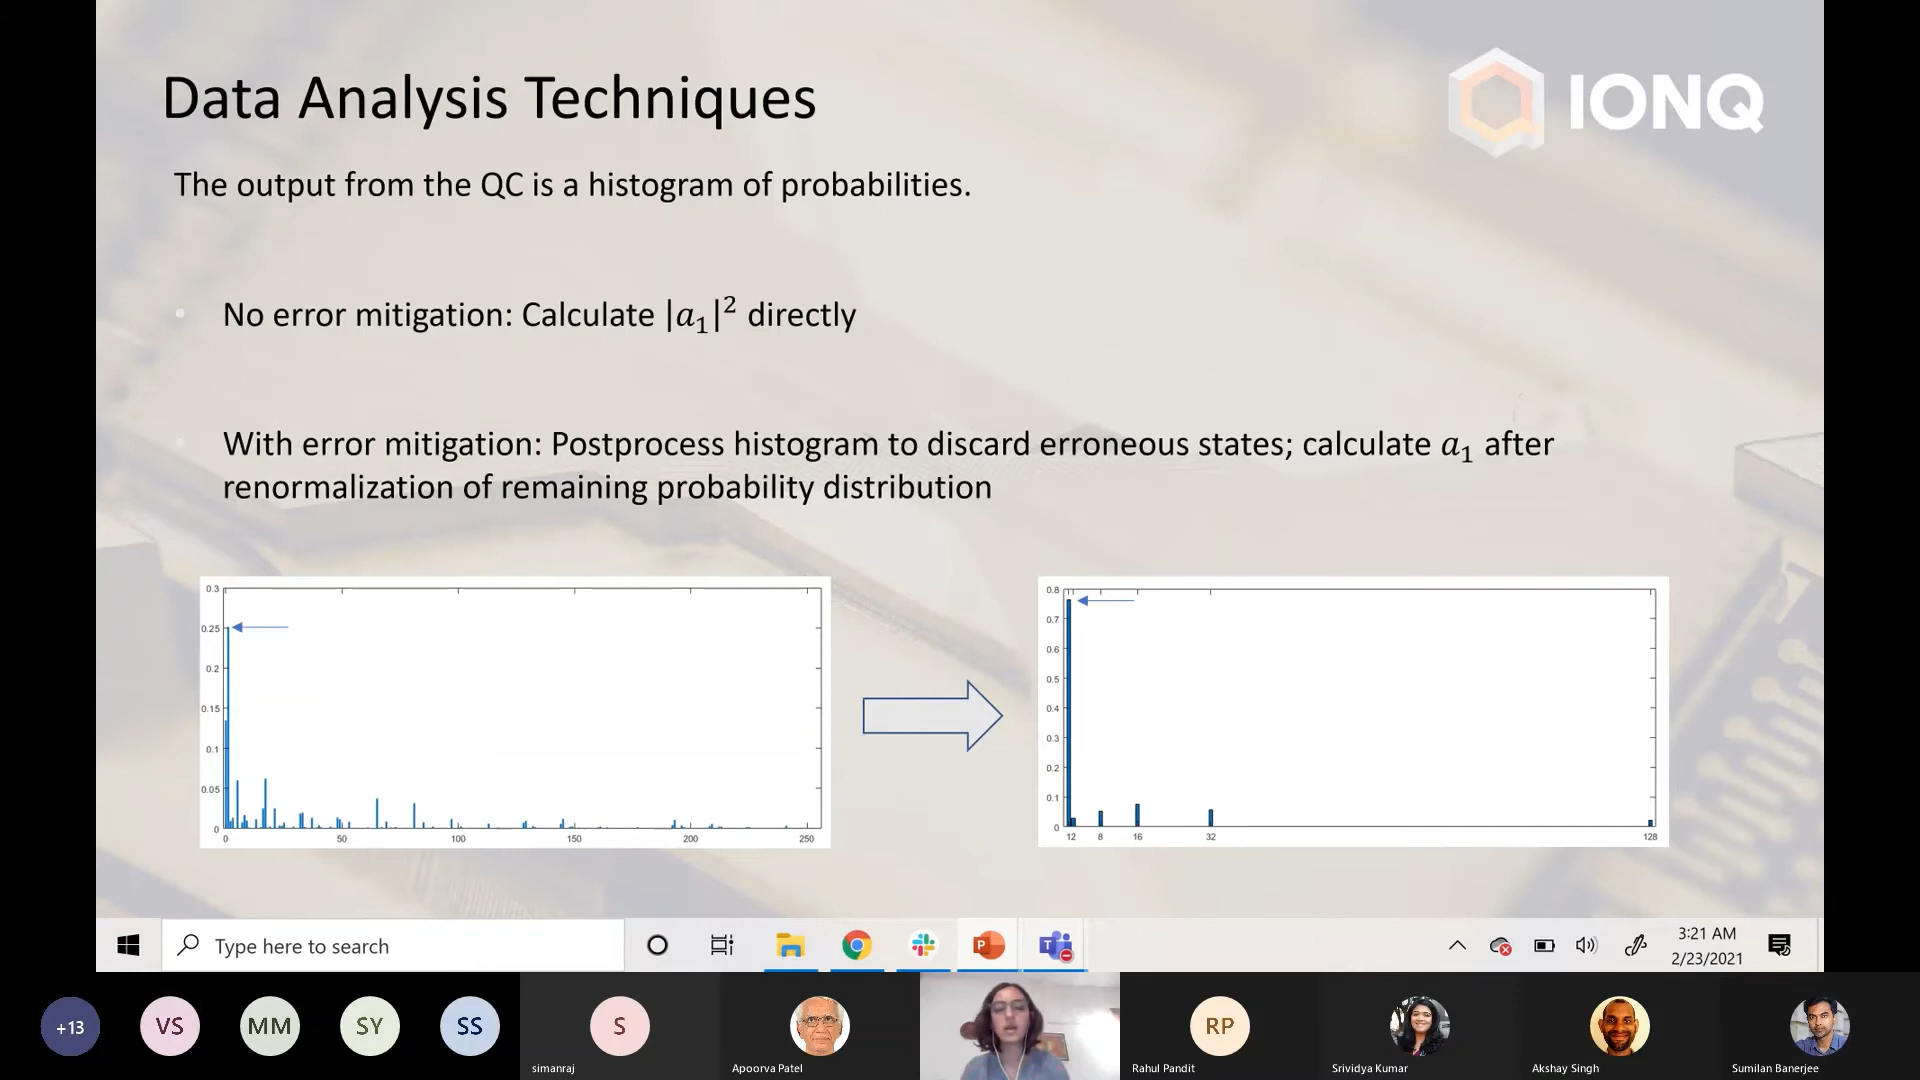 Data Analysis Techniques
IONQ
The output from the QC is a histogram of probabilities.
No error mitigation: Calculate |a₁|² directly
With error mitigation: Postprocess histogram to discard erroneous states; calculate a₁ after
renormalization of remaining probability distribution
0.3
0.25
0.2
0.15
0.1
0.05
0
0 50 100 150 200 250
0.8
0.7
0.6
0.5
0.4
0.3
0.2
0.1
0
12 8 16 32 128
Type here to search
3:21 AM
2/23/2021
+13 VS MM SY SS S RP
simanraj Apoorva Patel Rahul Pandit Srividya Kumar Akshay Singh Sumilan Banerjee